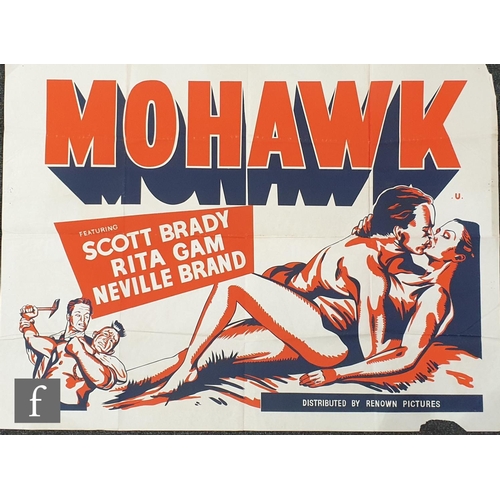 MOHAWK
.U.
FEATURING
SCOTT BRADY
RITA GAM
NEVILLE BRAND
DISTRIBUTED BY RENOWN PICTURES
f